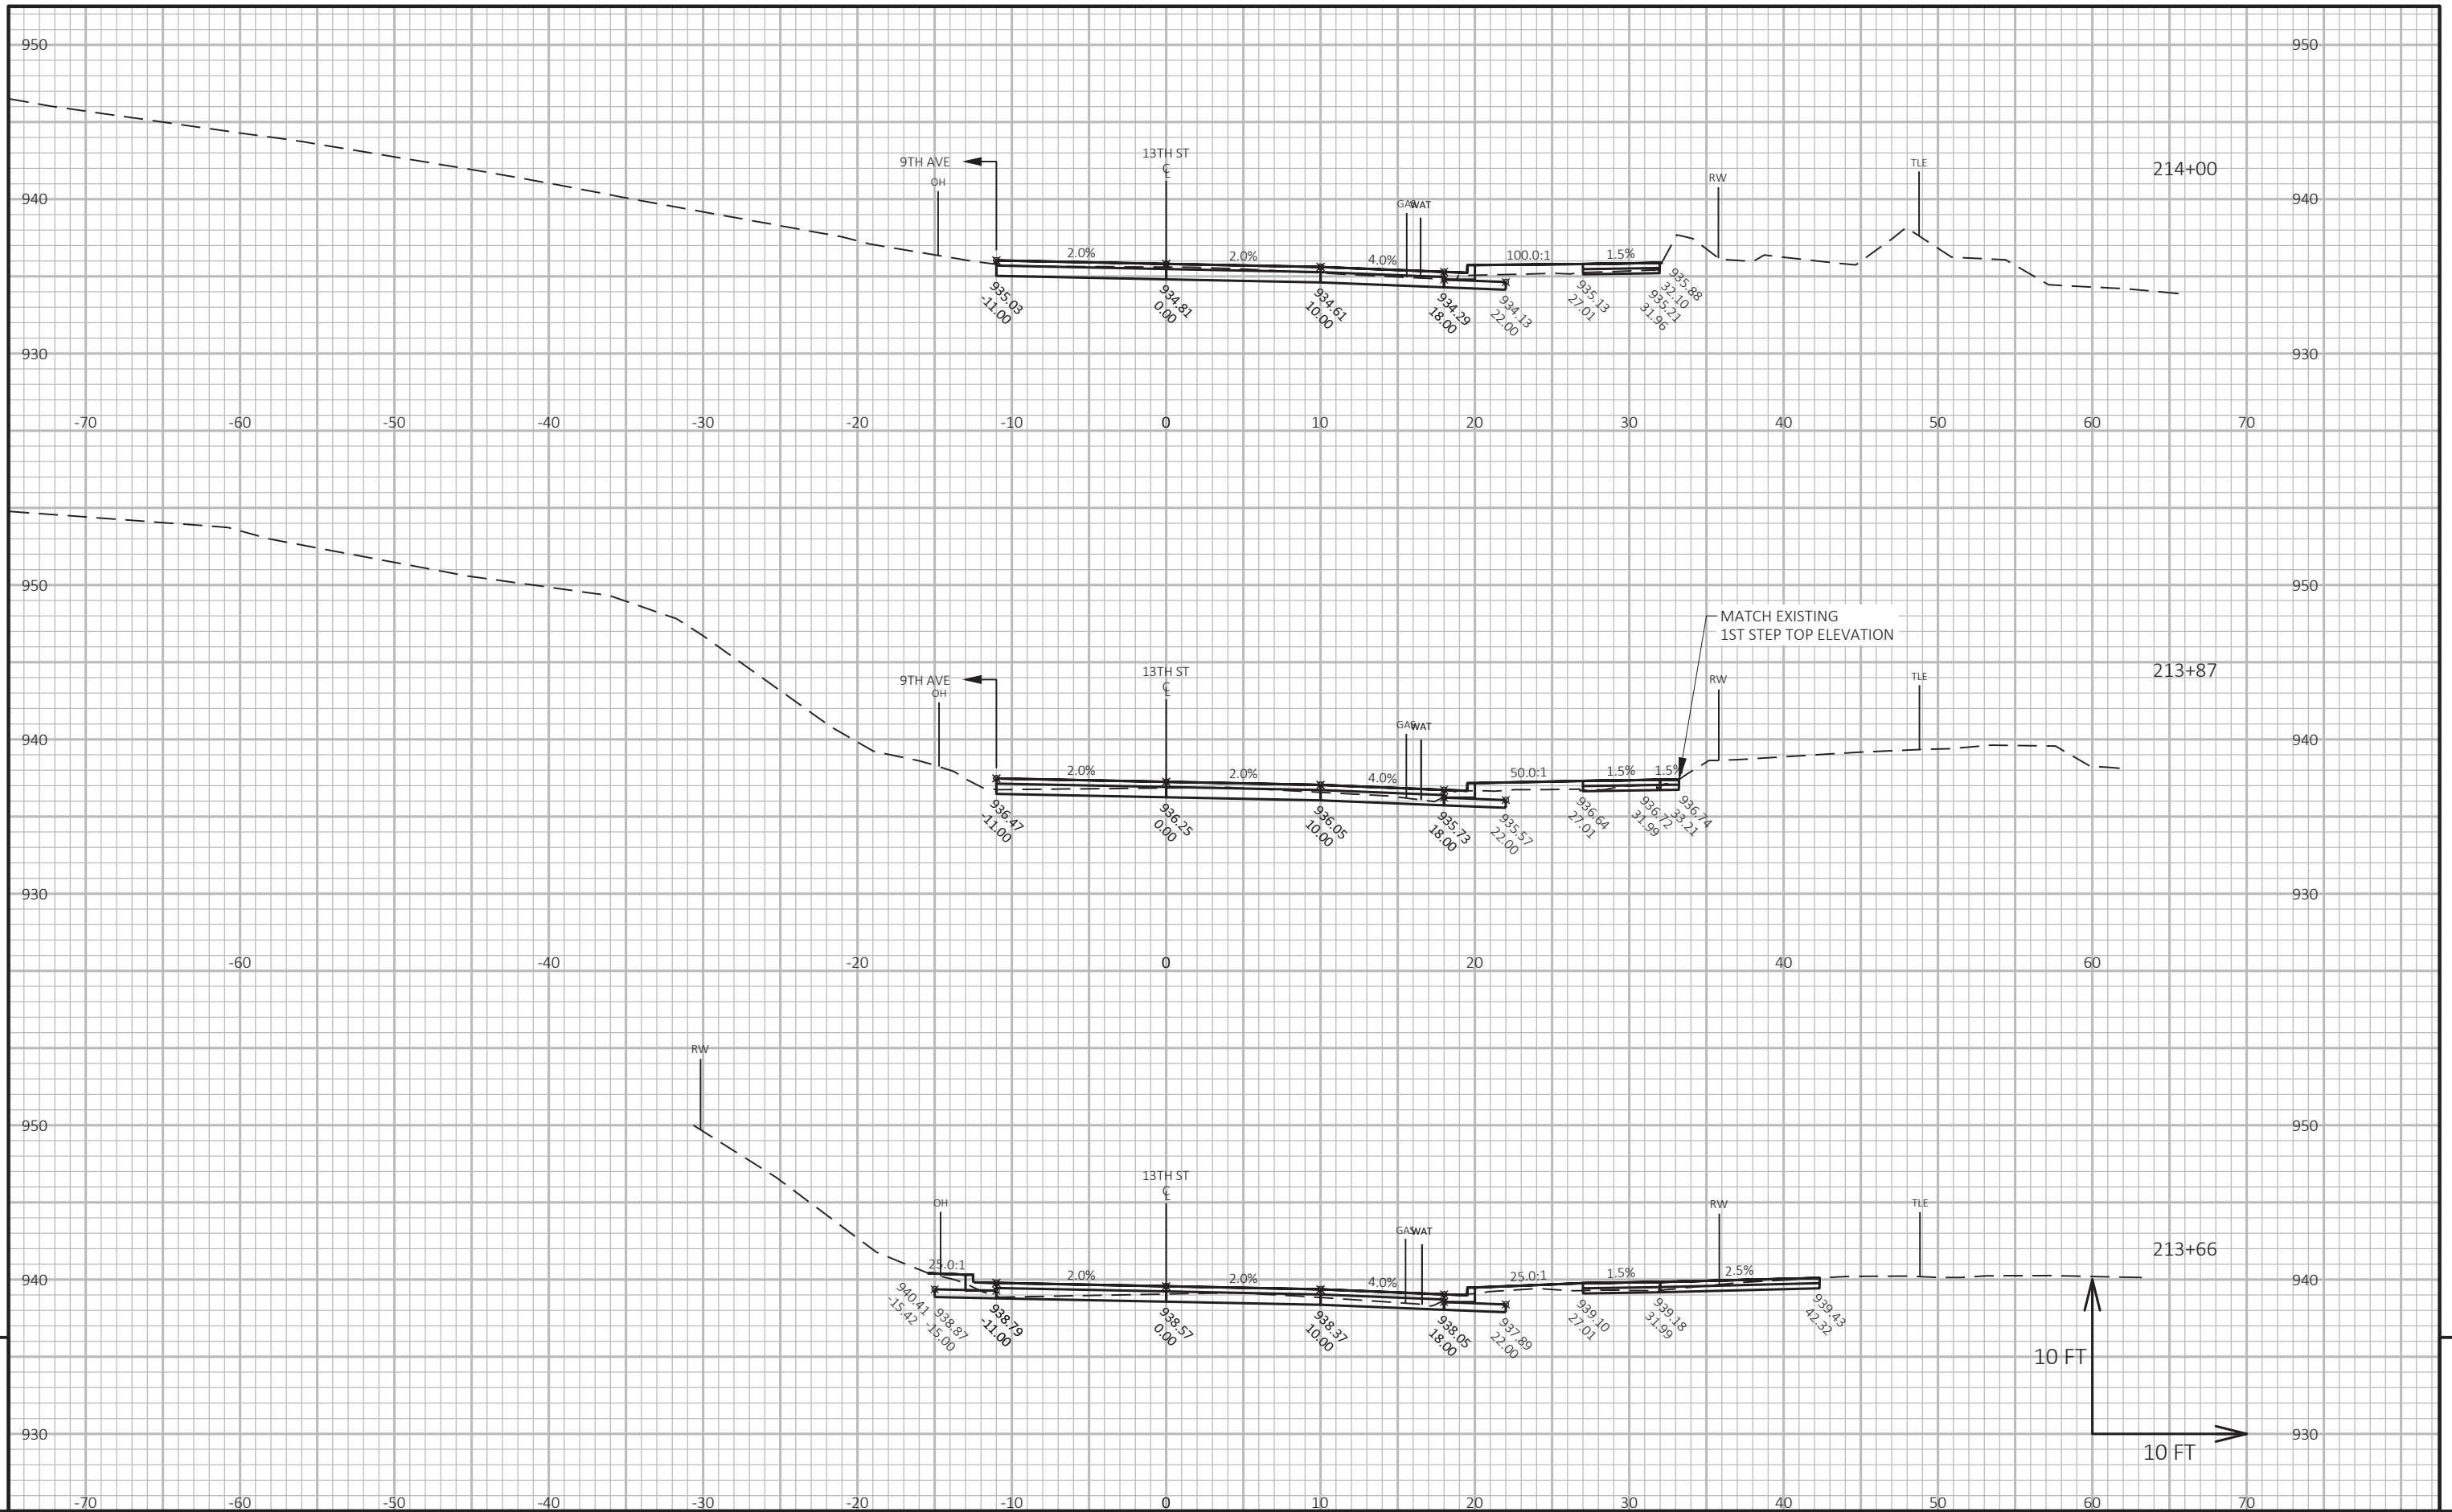 950 950
9TH AVE
OH
13TH ST
CL
GAS WAT
RW
TLE
214+00
940 940
2.0% 2.0% 4.0% 100.0:1 1.5%
935.03
-11.00
934.81
0.00
934.61
10.00
934.29
18.00
934.13
22.00
935.13
27.01
935.88
32.10
935.21
31.96
930 930
-70 -60 -50 -40 -30 -20 -10 0 10 20 30 40 50 60 70
950 950
MATCH EXISTING
1ST STEP TOP ELEVATION
9TH AVE
OH
13TH ST
CL
GAS WAT
RW
TLE
213+87
940 940
2.0% 2.0% 4.0% 50.0:1 1.5% 1.5%
936.47
-11.00
936.25
0.00
936.05
10.00
935.73
18.00
935.57
22.00
936.64
27.01
936.72
31.99
936.74
33.21
930 930
-60 -40 -20 0 20 40 60
RW
950 950
OH
13TH ST
CL
GAS WAT
RW
TLE
213+66
940 940
25.0:1 2.0% 2.0% 4.0% 25.0:1 1.5% 2.5%
940.41
-15.42
938.87
-15.00
938.79
-11.00
938.57
0.00
938.37
10.00
938.05
18.00
937.89
22.00
939.10
27.01
939.18
31.99
939.43
42.32
10 FT
930 930
10 FT
-70 -60 -50 -40 -30 -20 -10 0 10 20 30 40 50 60 70